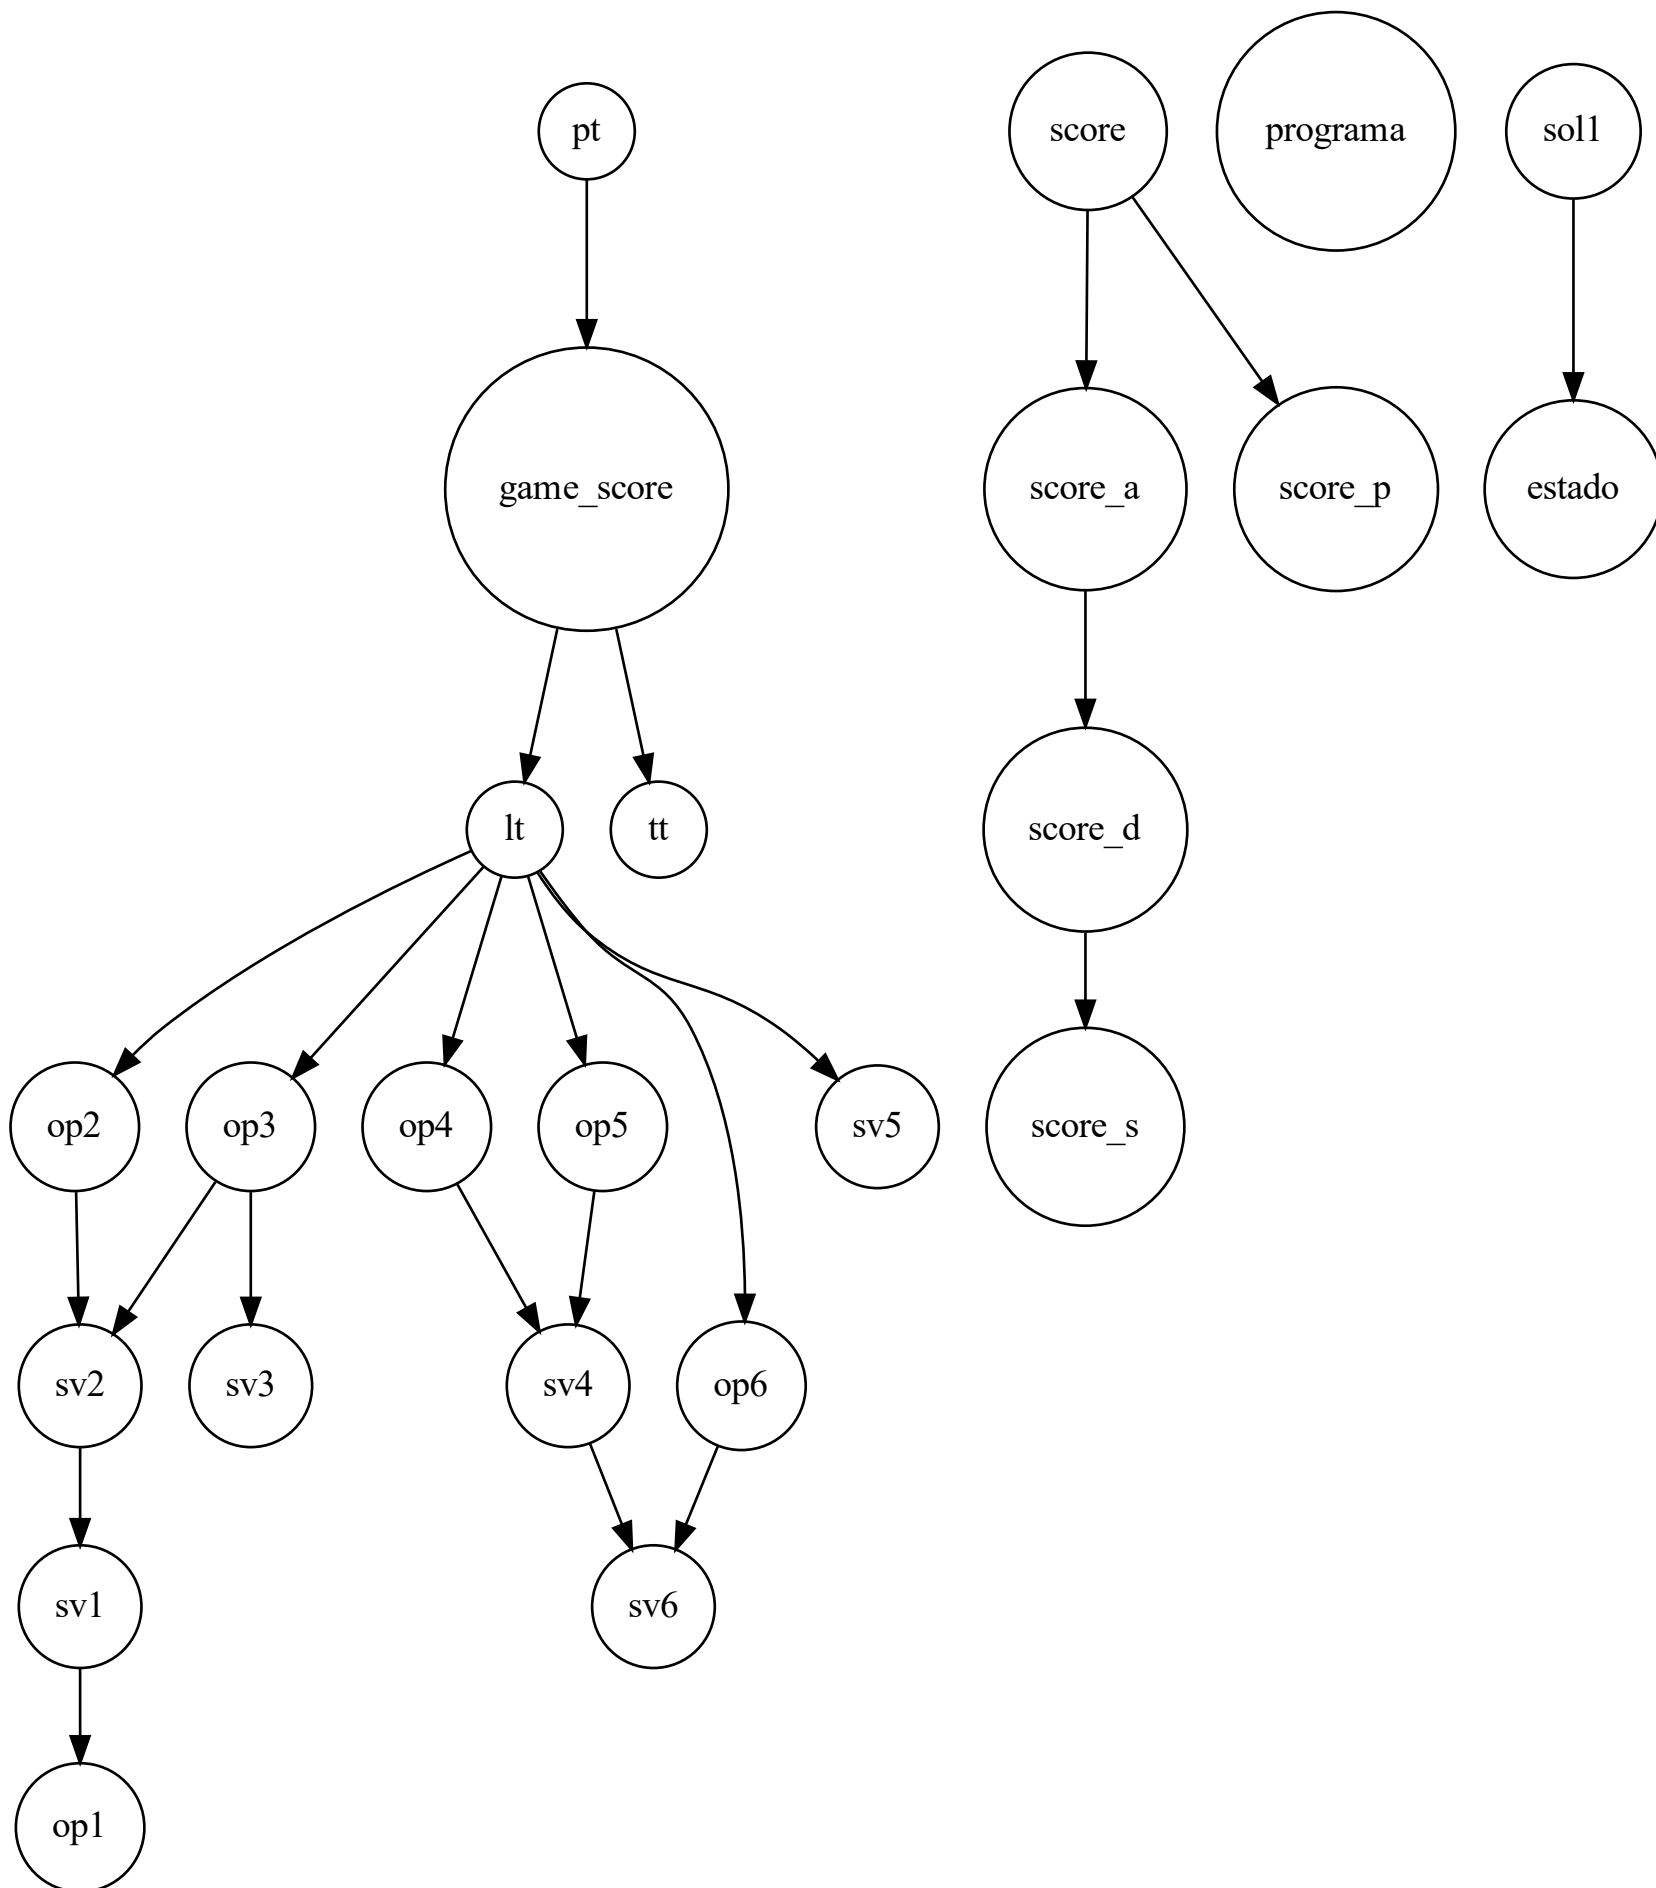 pt
score
programa
sol1
game_score
score_a
score_p
estado
lt
tt
score_d
op2
op3
op4
op5
sv5
score_s
sv2
sv3
sv4
op6
sv1
sv6
op1